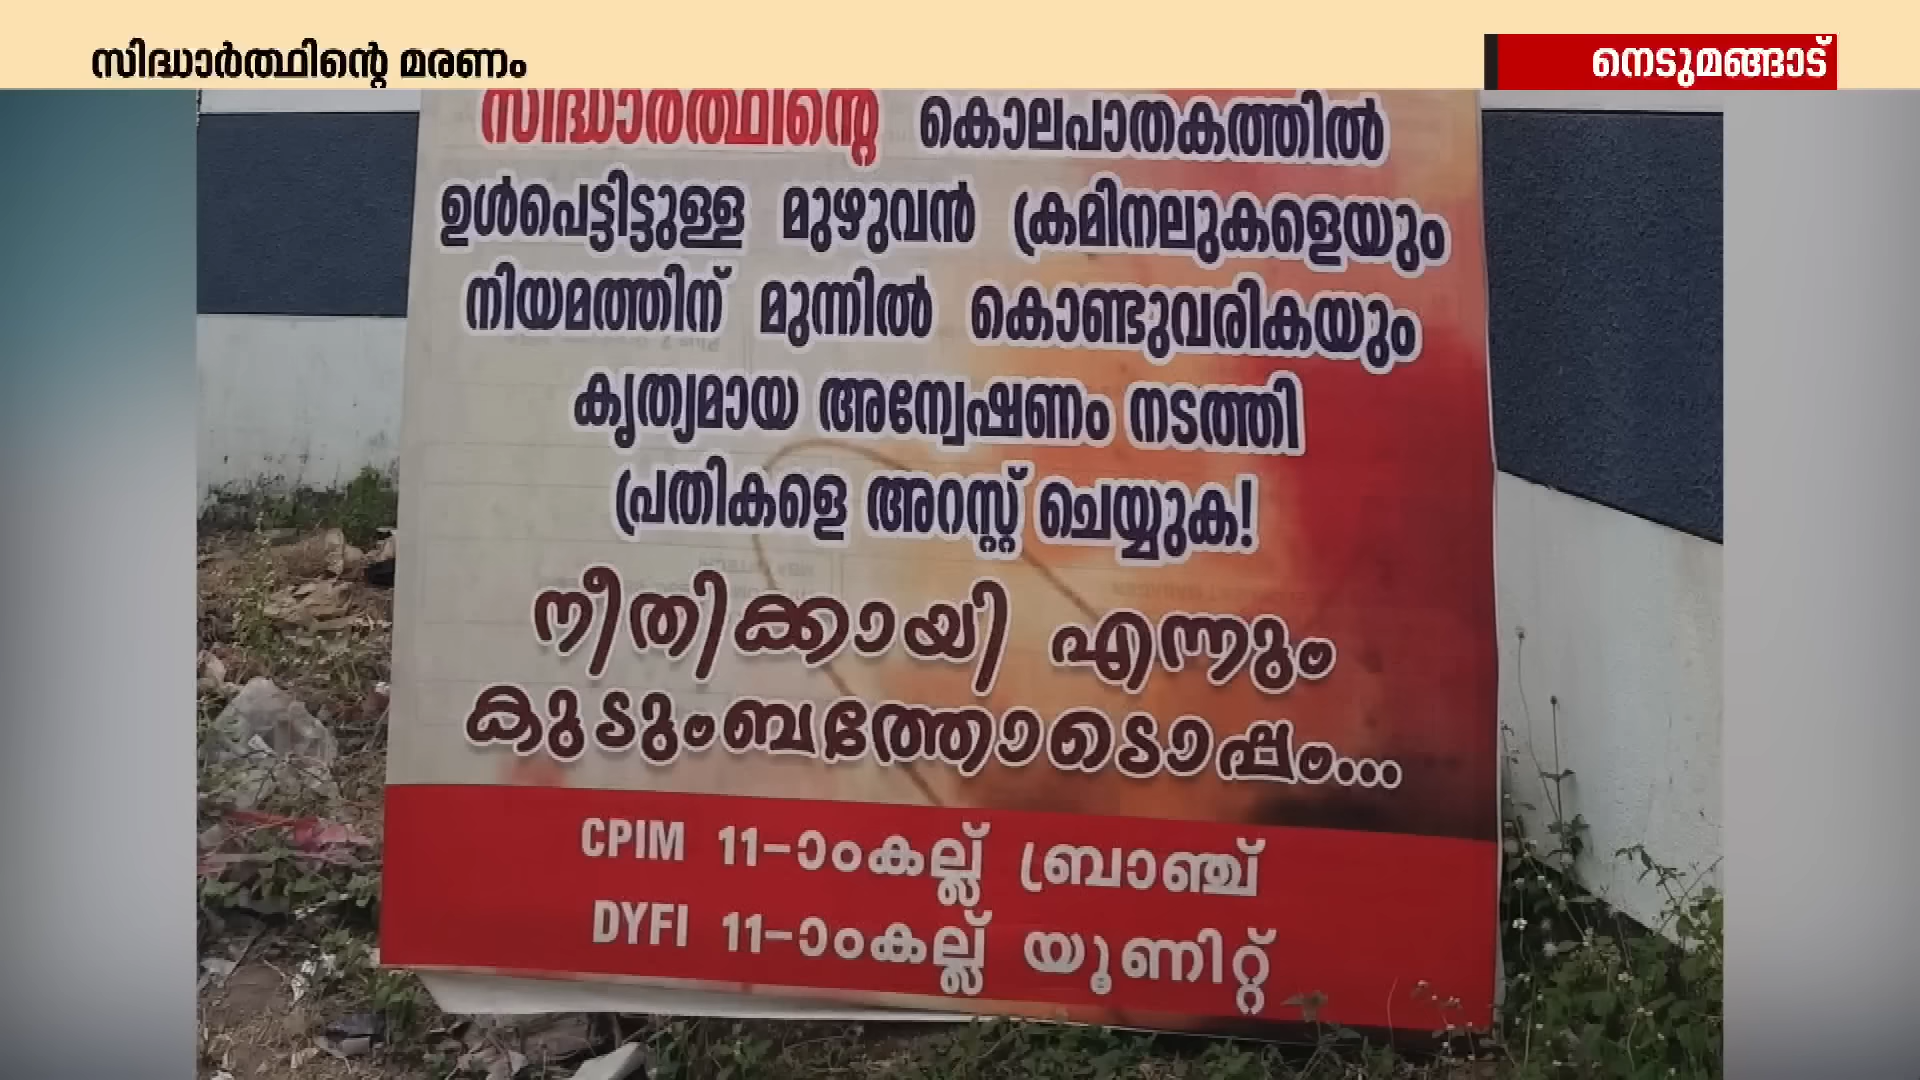 സിദ്ധാർത്ഥിന്റെ മരണം
നെടുമങ്ങാട്
സിദ്ധാർത്ഥിന്റെ കൊലപാതകത്തിൽ
ഉൾപെട്ടിട്ടുള്ള മുഴുവൻ ക്രമിനലുകളെയും
നിയമത്തിന് മുന്നിൽ കൊണ്ടുവരികയും
കൃത്യമായ അന്വേഷണം നടത്തി
പ്രതികളെ അറസ്റ്റ് ചെയ്യുക!
നീതിക്കായി എന്നും
കുടുംബത്തോടൊപ്പം...
CPIM 11-ാംകല്ല് ബ്രാഞ്ച്
DYFI 11-ാംകല്ല് യൂണിറ്റ്